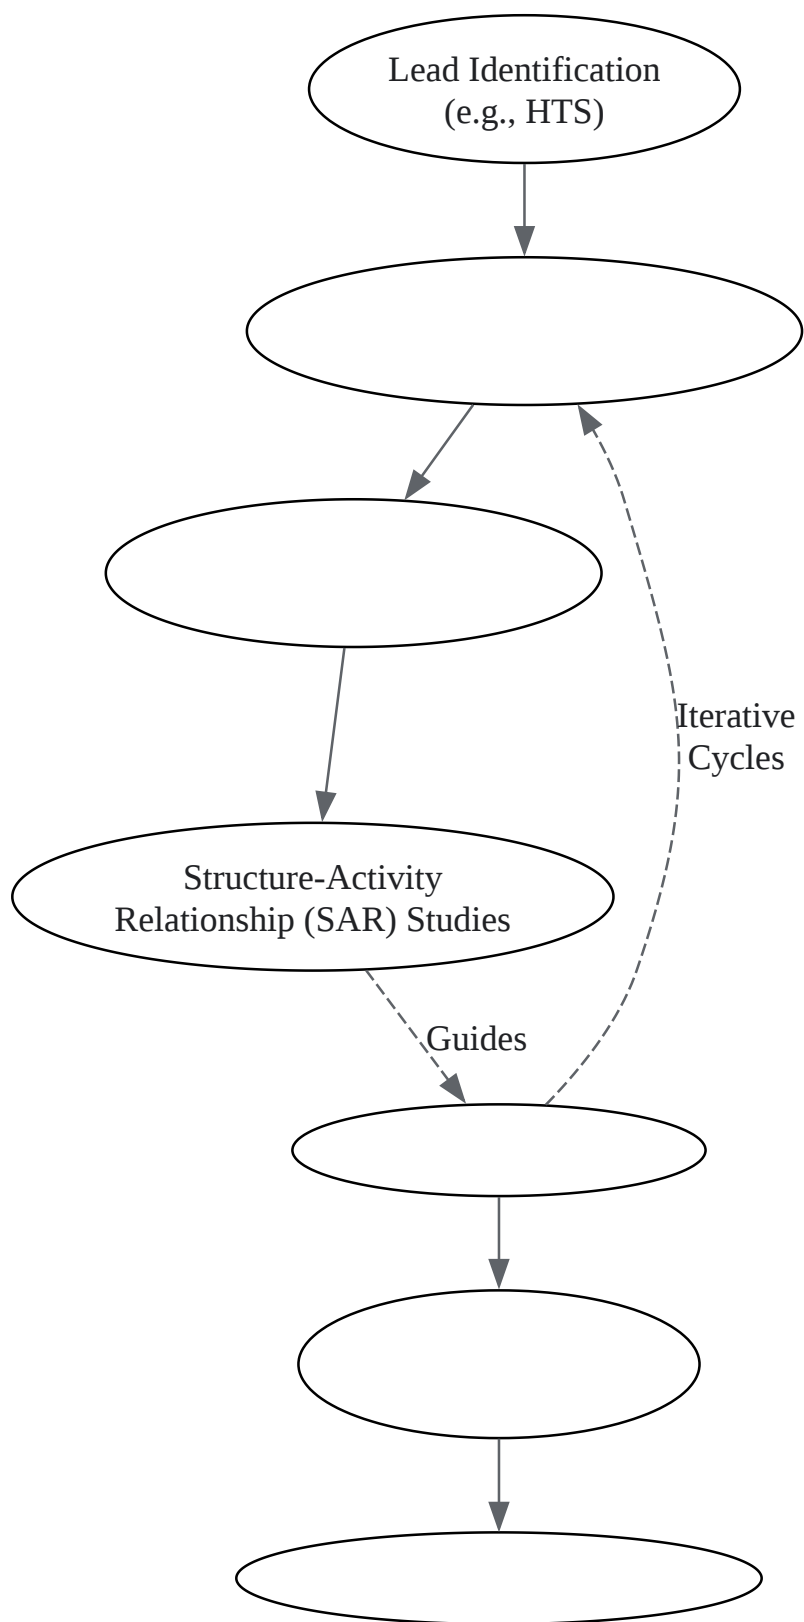 Lead Identification
(e.g., HTS)
Iterative
Cycles
Structure-Activity
Relationship (SAR) Studies
Guides